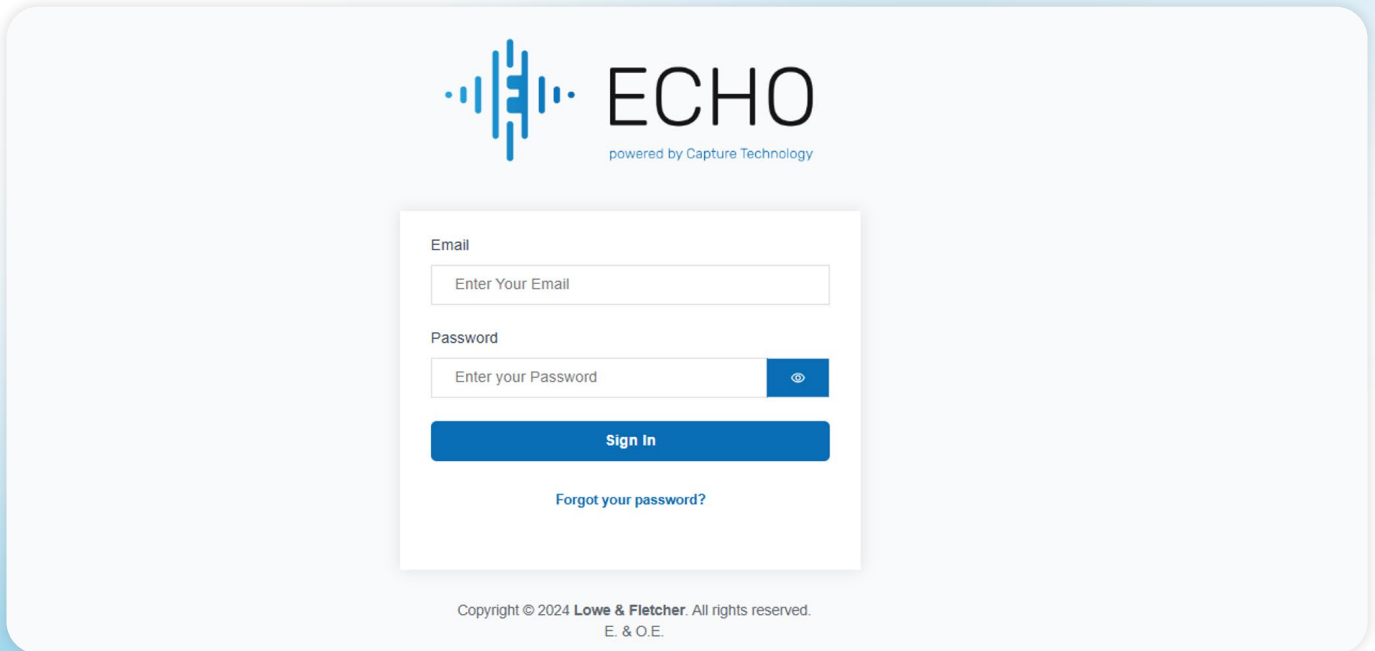 ECHO
powered by Capture Technology
Email
Enter Your Email
Password
Enter your Password
Sign In
Forgot your password?
Copyright © 2024 Lowe & Fletcher. All rights reserved.
E. & O.E.